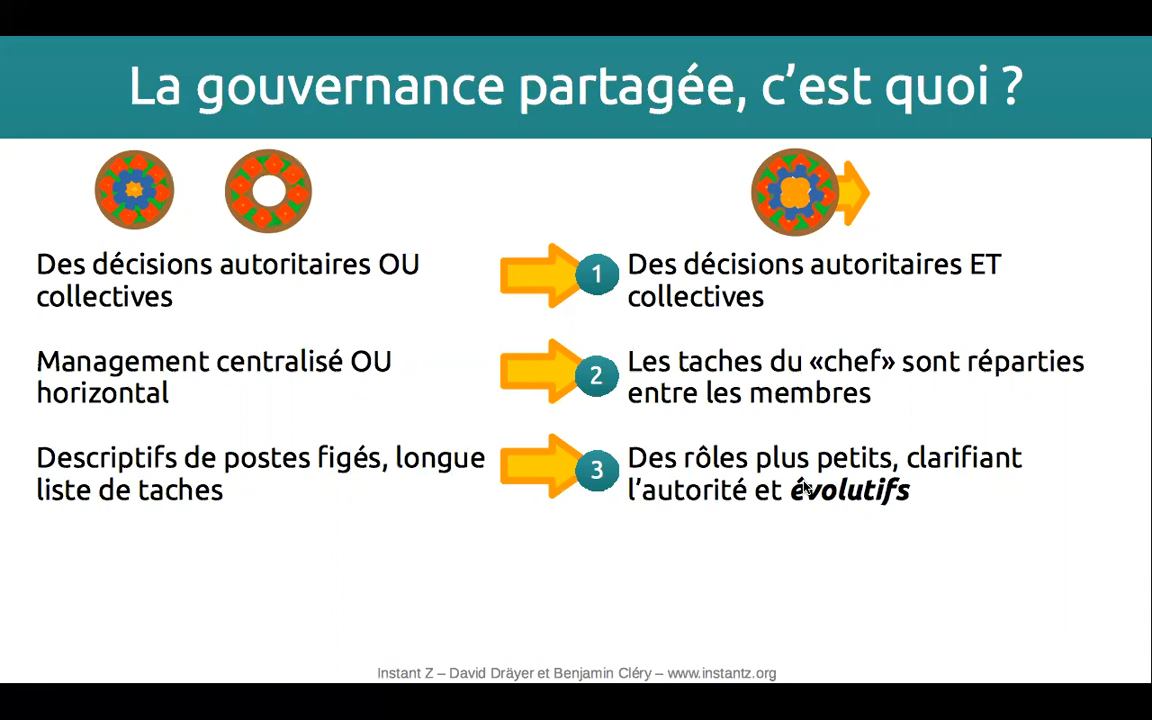 La gouvernance partagée, c’est quoi ?
Des décisions autoritaires OU
collectives
1
Des décisions autoritaires ET
collectives
Management centralisé OU
horizontal
2
Les taches du «chef» sont réparties
entre les membres
Descriptifs de postes figés, longue
liste de taches
3
Des rôles plus petits, clarifiant
l’autorité et évolutifs
Instant Z – David Dräyer et Benjamin Cléry – www.instantz.org